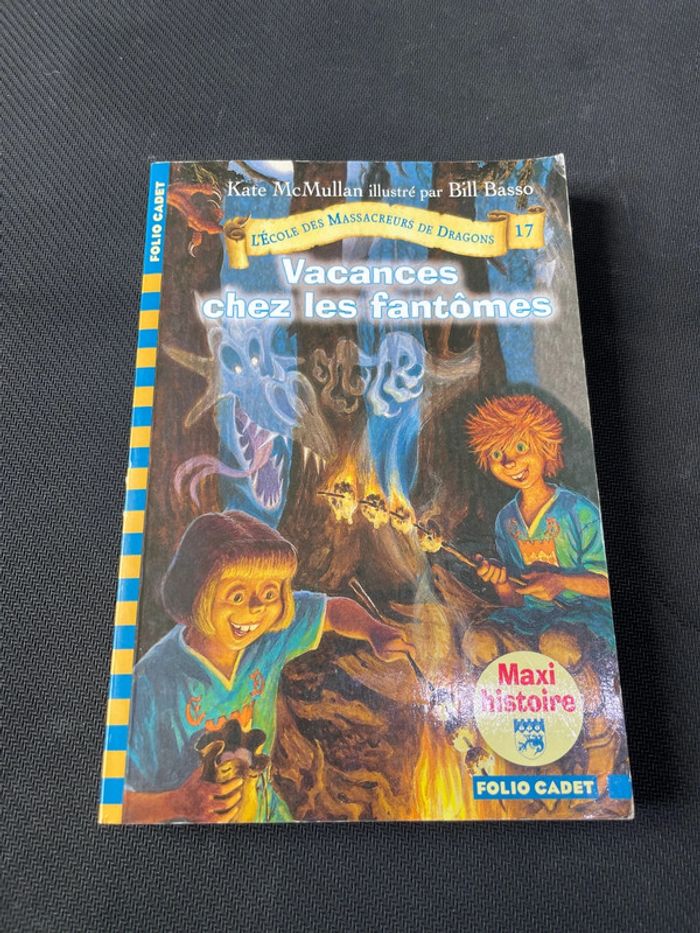 FOLIO CADET
Kate McMullan illustré par Bill Basso
L'École des Massacreurs de Dragons 17
Vacances
chez les fantômes
Maxi
histoire
FOLIO CADET